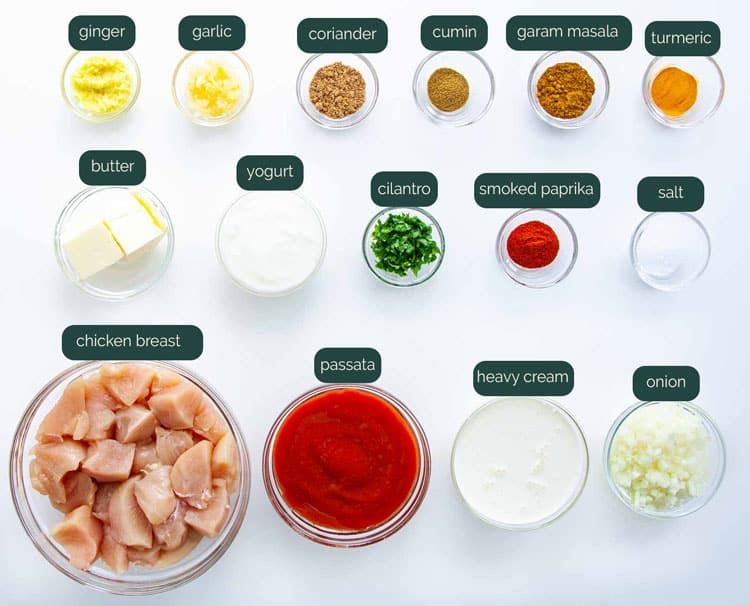 ginger
garlic
coriander
cumin
garam masala
turmeric
butter
yogurt
cilantro
smoked paprika
salt
chicken breast
passata
heavy cream
onion